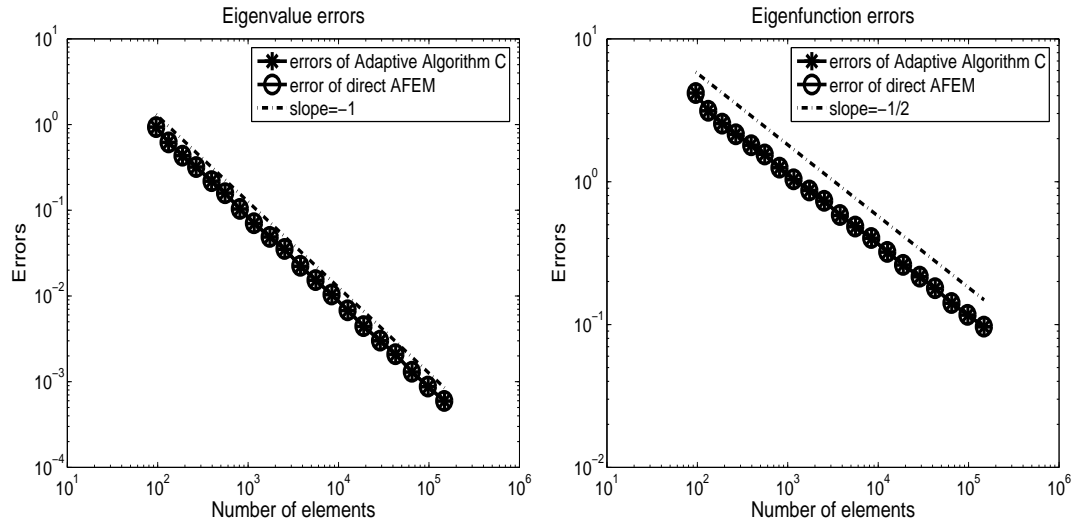 Eigenvalue errors
10^1
10^0
10^-1
10^-2
10^-3
10^-4
Errors
errors of Adaptive Algorithm C
error of direct AFEM
slope=−1
10^1
10^2
10^3
10^4
10^5
10^6
Number of elements
Eigenfunction errors
10^1
10^0
10^-1
10^-2
Errors
errors of Adaptive Algorithm C
error of direct AFEM
slope=−1/2
10^1
10^2
10^3
10^4
10^5
10^6
Number of elements